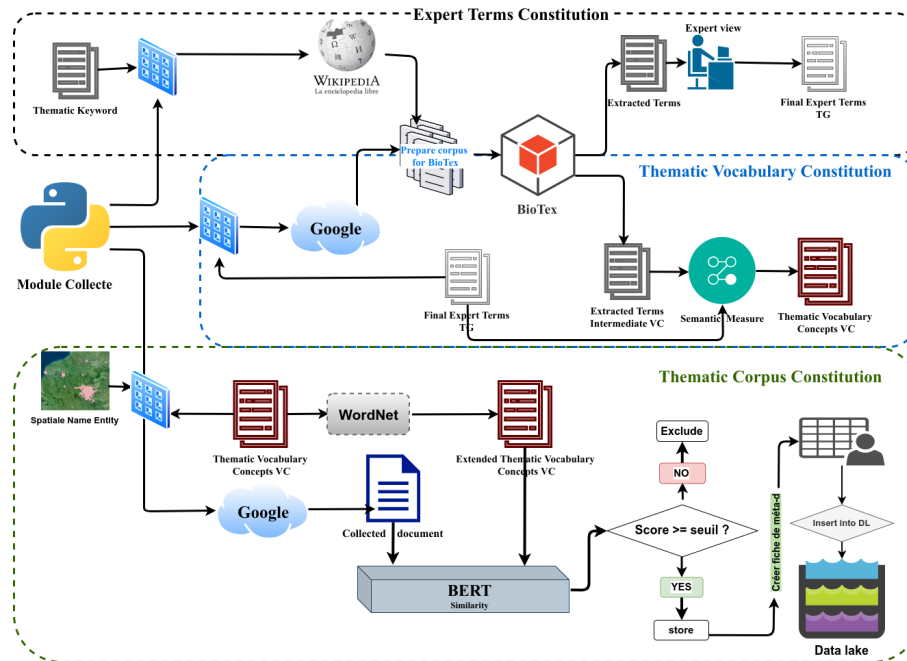 Expert Terms Constitution
Expert view
WIKIPEDIA
La enciclopedia libre
Thematic Keyword
Extracted Terms
Final Expert Terms
TG
Prepare corpus
for BioTex
Thematic Vocabulary Constitution
BioTex
Google
Module Collecte
Final Expert Terms
TG
Extracted Terms
Intermediate VC
Semantic Measure
Thematic Vocabulary
Concepts VC
Thematic Corpus Constitution
Spatiale Name Entity
WordNet
Thematic Vocabulary
Concepts VC
Extended Thematic Vocabulary
Concepts VC
Exclude
NO
Google
Collected document
Score >= seuil ?
Créer fiche de méta-d
Insert into DL
BERT
Similarity
YES
store
Data lake